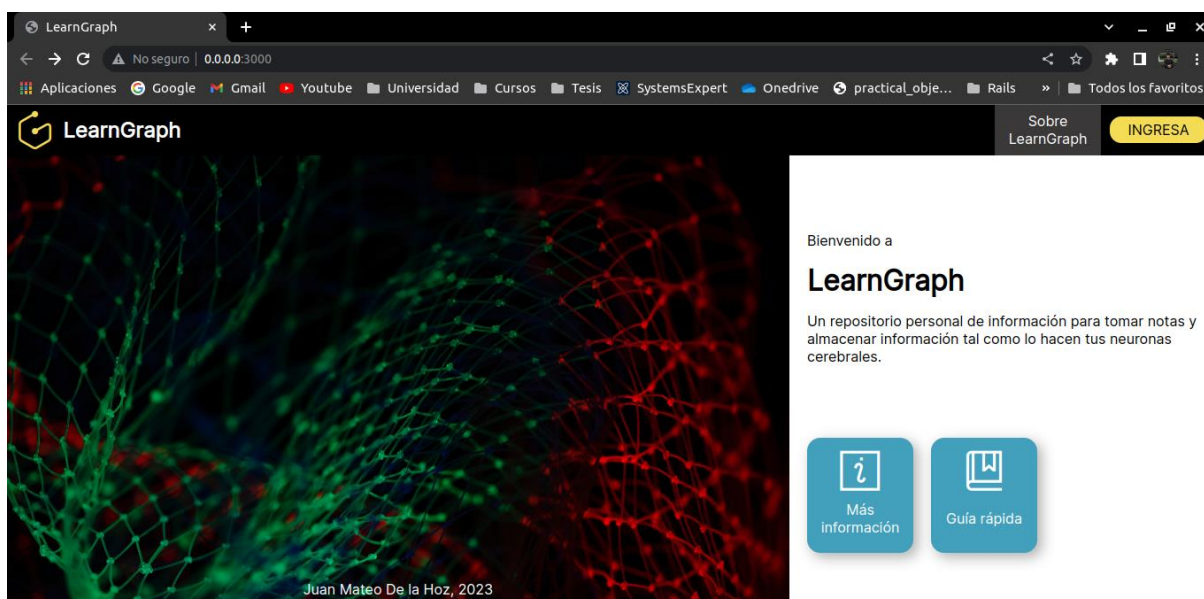 LearnGraph
No seguro | 0.0.0.0:3000
Aplicaciones Google Gmail Youtube Universidad Cursos Tesis SystemsExpert Onedrive practical_obje... Rails » Todos los favoritos
LearnGraph
Sobre
LearnGraph
INGRESA
Bienvenido a
LearnGraph
Un repositorio personal de información para tomar notas y
almacenar información tal como lo hacen tus neuronas
cerebrales.
Más
información
Guía rápida
Juan Mateo De la Hoz, 2023